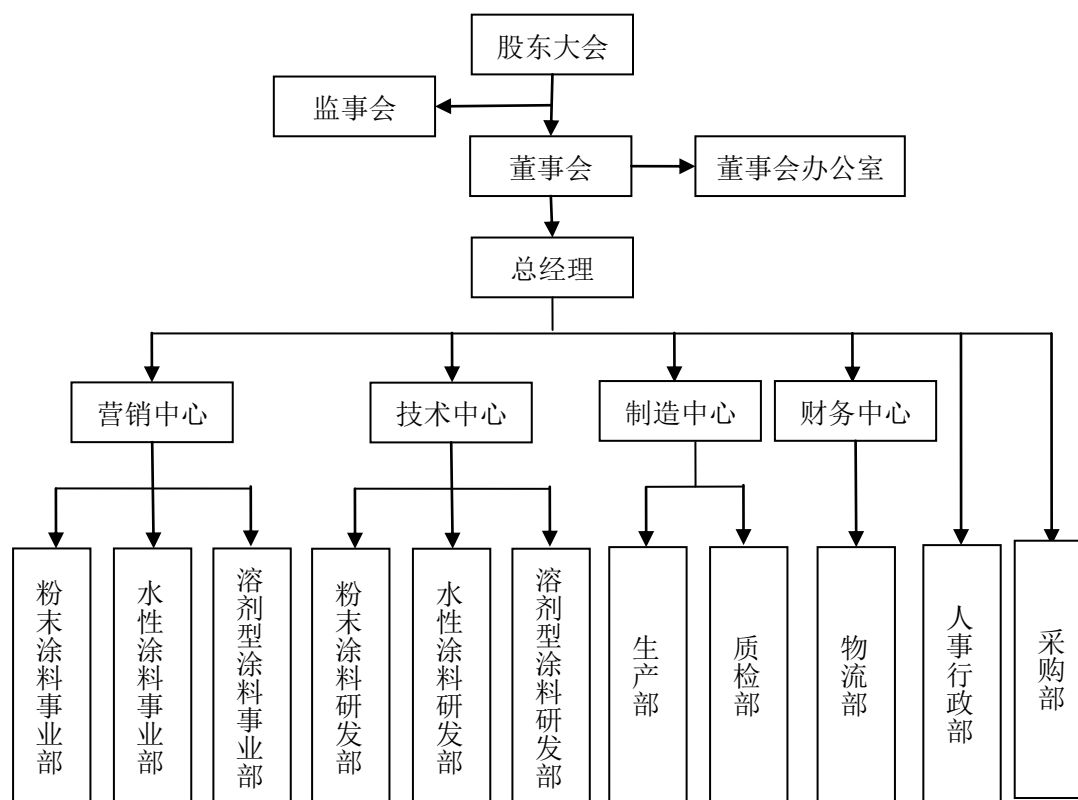 股东大会
监事会
董事会
董事会办公室
总经理
营销中心
技术中心
制造中心
财务中心
粉末涂料事业部
水性涂料事业部
溶剂型涂料事业部
粉末涂料研发部
水性涂料研发部
溶剂型涂料研发部
生产部
质检部
物流部
人事行政部
采购部